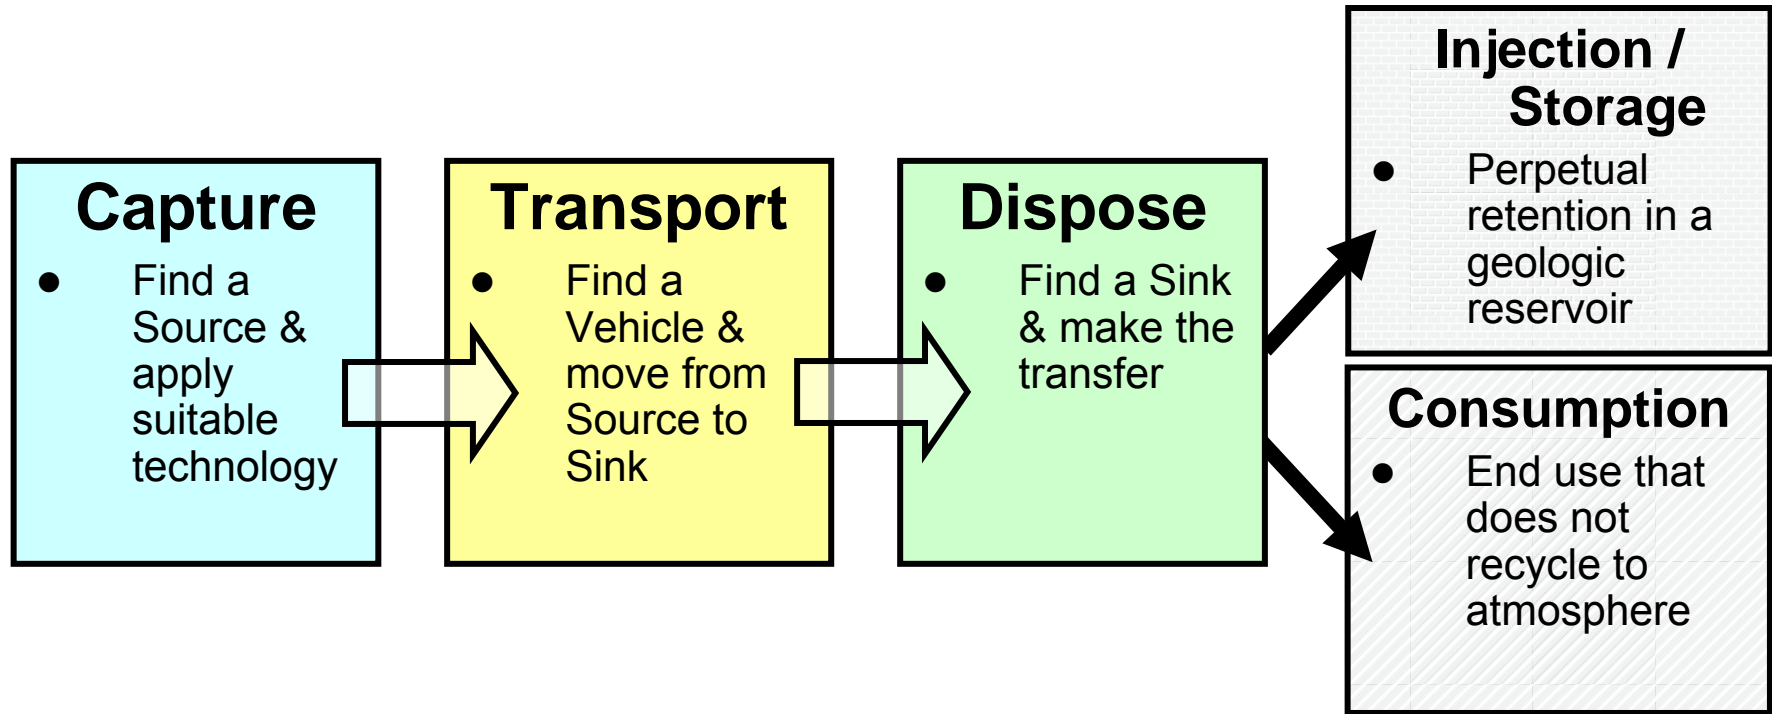 Capture
● Find a
Source &
apply
suitable
technology
Transport
● Find a
Vehicle &
move from
Source to
Sink
Dispose
● Find a Sink
& make the
transfer
Injection /
Storage
● Perpetual
retention in a
geologic
reservoir
Consumption
● End use that
does not
recycle to
atmosphere